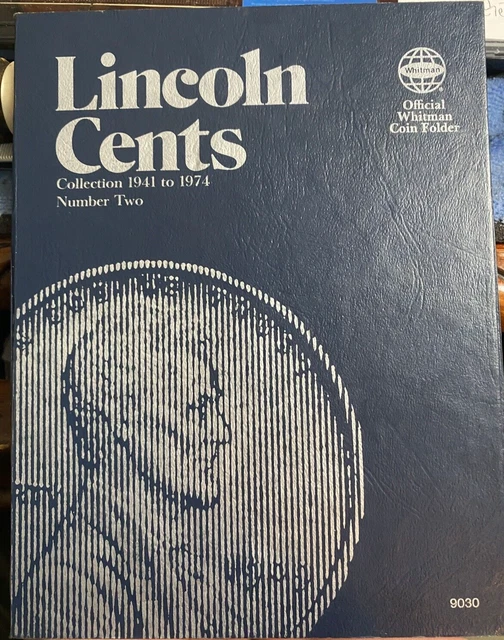 Lincoln
Cents
Collection 1941 to 1974
Number Two
Whitman
®
Official
Whitman
Coin Folder
9030